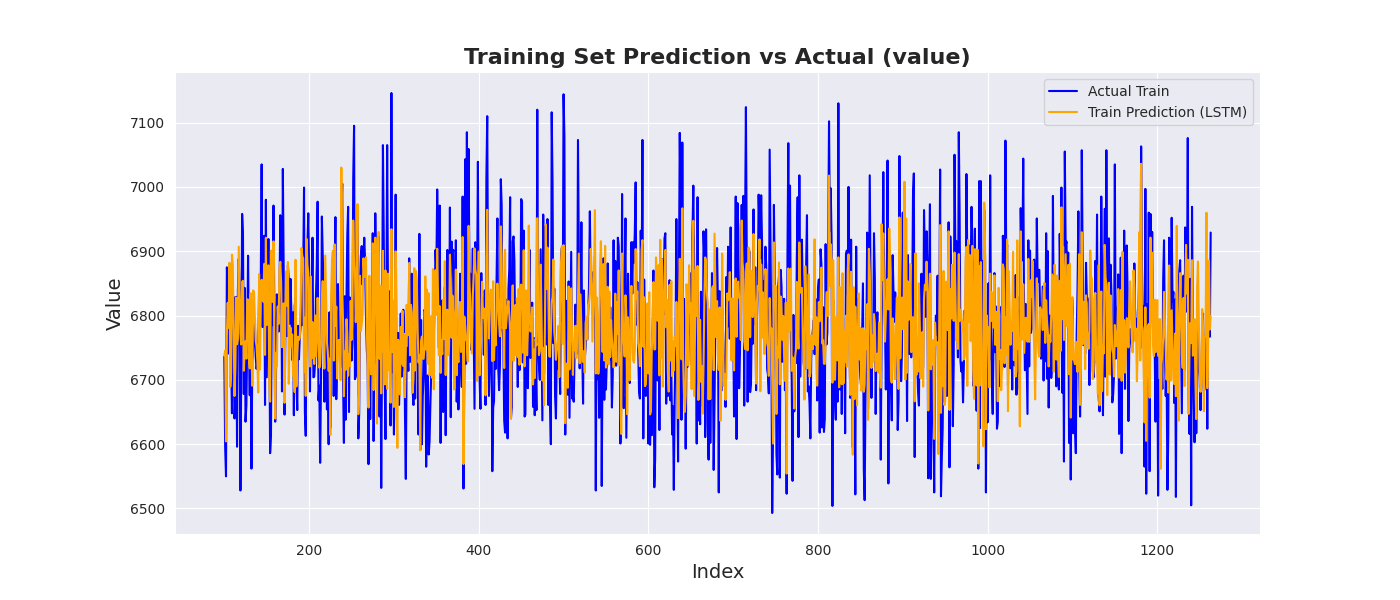 Training Set Prediction vs Actual (value)
Actual Train
Train Prediction (LSTM)
7100
7000
6900
6800
6700
6600
6500
Value
200 400 600 800 1000 1200
Index